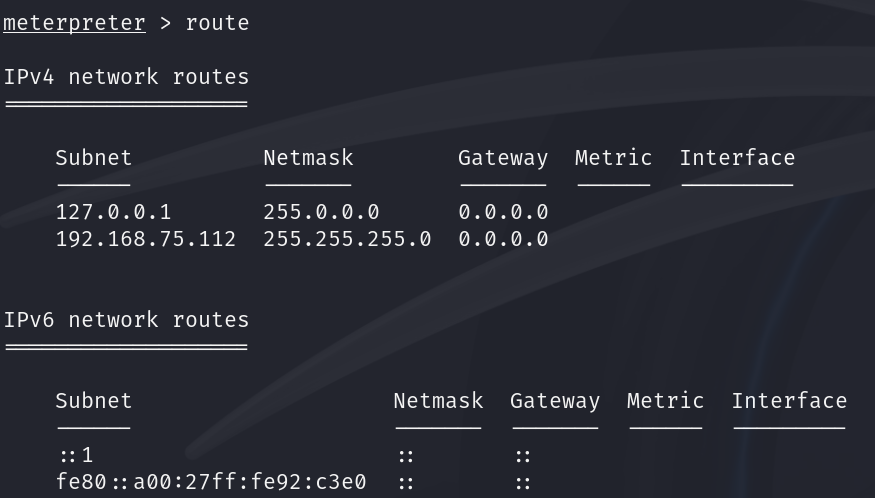 meterpreter > route
IPv4 network routes
Subnet Netmask Gateway Metric Interface
127.0.0.1 255.0.0.0 0.0.0.0
192.168.75.112 255.255.255.0 0.0.0.0
IPv6 network routes
Subnet Netmask Gateway Metric Interface
::1 :: ::
fe80::a00:27ff:fe92:c3e0 :: ::